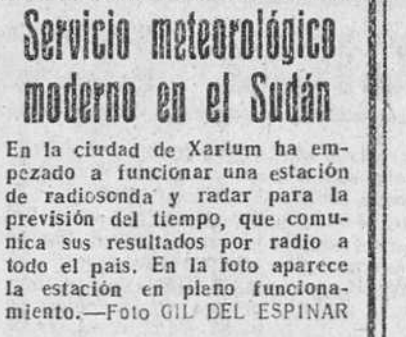 Servicio meteorológico
moderno en el Sudán
En la ciudad de Xartum ha em-
pezado a funcionar una estación
de radiosonda y radar para la
previsión del tiempo, que comu-
nica sus resultados por radio a
todo el pais. En la foto aparece
la estación en pleno funciona-
miento.—Foto GIL DEL ESPINAR